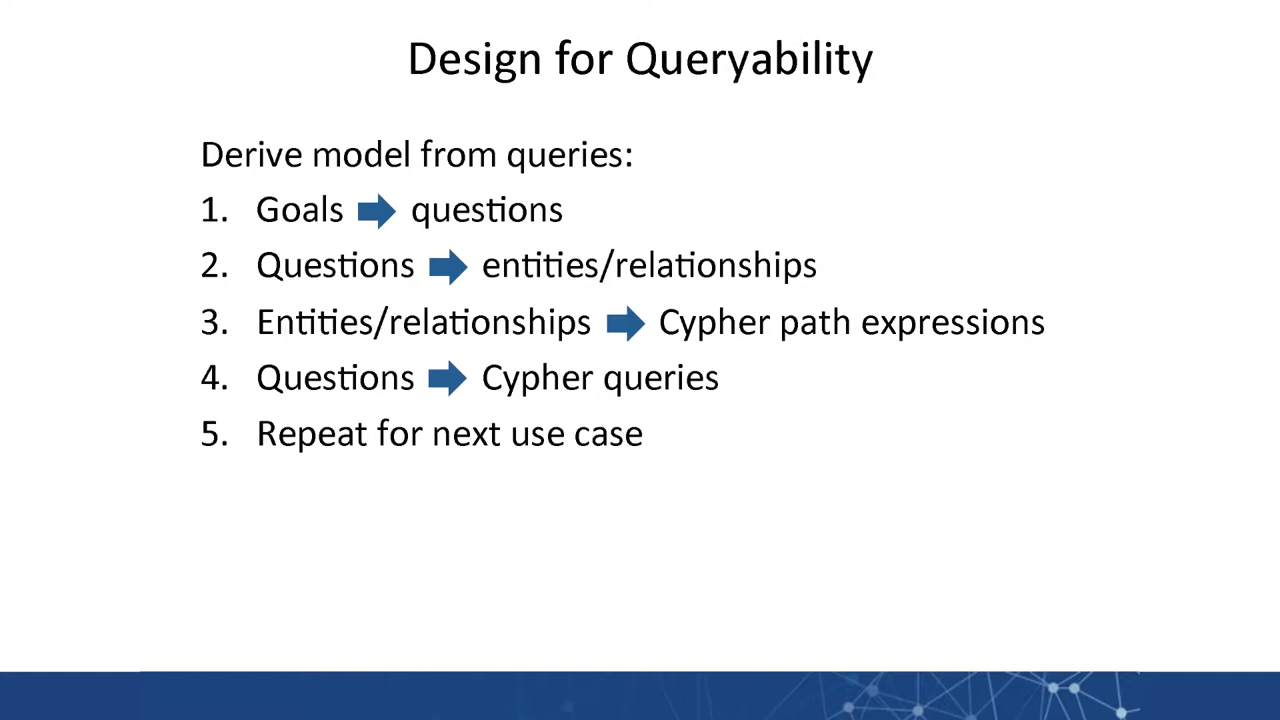 Design for Queryability
Derive model from queries:
1. Goals questions
2. Questions entities/relationships
3. Entities/relationships Cypher path expressions
4. Questions Cypher queries
5. Repeat for next use case